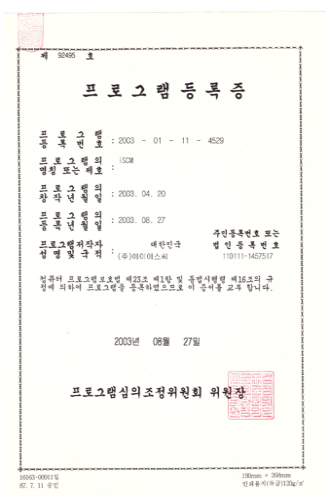 제 92495 호
프 로 그 램 등 록 증
프 로 그 램
등 록 번 호 : 2003 - 01 - 11 - 4529
프 로 그 램 의
명칭 또는 제호 : iSCM
프 로 그 램 의
창 작 년 월 일 : 2003. 04. 20
프 로 그 램 의
등 록 년 월 일 : 2003. 08. 27
주민등록번호 또는
프로그램저작자 대한민국 법 인 등 록 번 호
성 명 및 국 적 : (주)에이에스씨 110111-1457517
컴퓨터 프로그램보호법 제23조 제1항 및 동법시행령 제16조의 규
정에 의하여 프로그램을 등록하였으므로 이 증서를 교부 합니다.
2003년 08월 27일
프로그램심의조정위원회 위원장
16163-00911일 190mm × 268mm
87. 7. 11 승인 인쇄용지(특급)120g/㎡